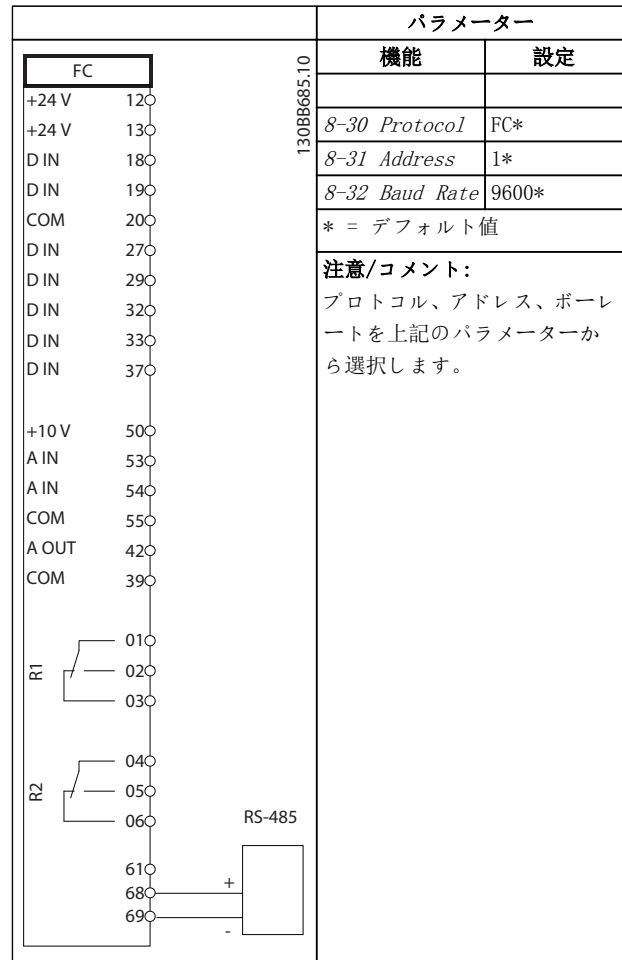 パラメーター
機能 設定
8-30 Protocol FC*
8-31 Address 1*
8-32 Baud Rate 9600*
* = デフォルト値
注意/コメント:
プロトコル、アドレス、ボーレ
ートを上記のパラメーターか
ら選択します。
FC
130BB685.10
+24 V 12
+24 V 13
D IN 18
D IN 19
COM 20
D IN 27
D IN 29
D IN 32
D IN 33
D IN 37
+10 V 50
A IN 53
A IN 54
COM 55
A OUT 42
COM 39
R1
01
02
03
R2
04
05
06
RS-485
61
68 +
69 -